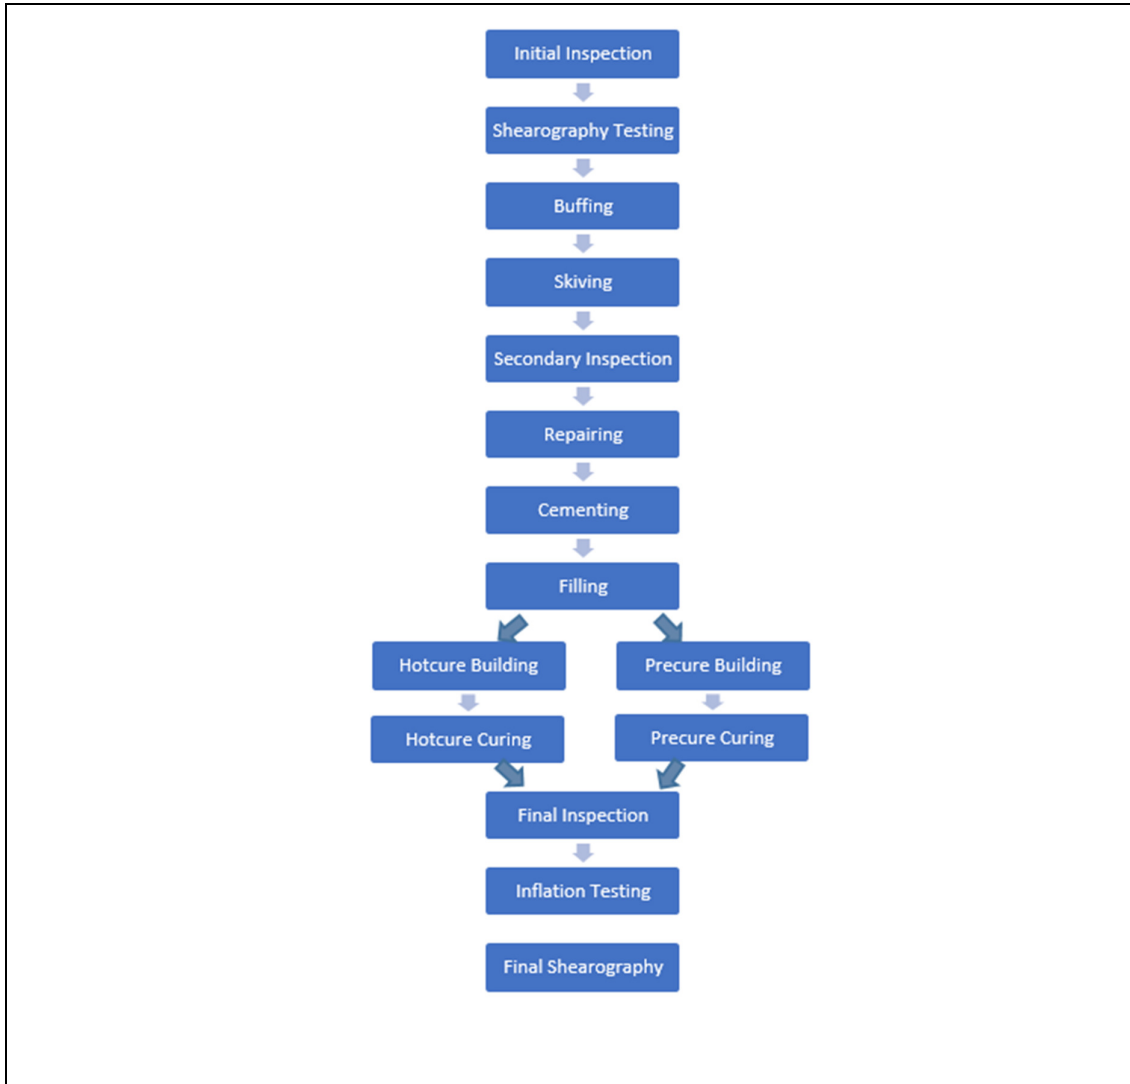 Initial Inspection
Shearography Testing
Buffing
Skiving
Secondary Inspection
Repairing
Cementing
Filling
Hotcure Building
Precure Building
Hotcure Curing
Precure Curing
Final Inspection
Inflation Testing
Final Shearography